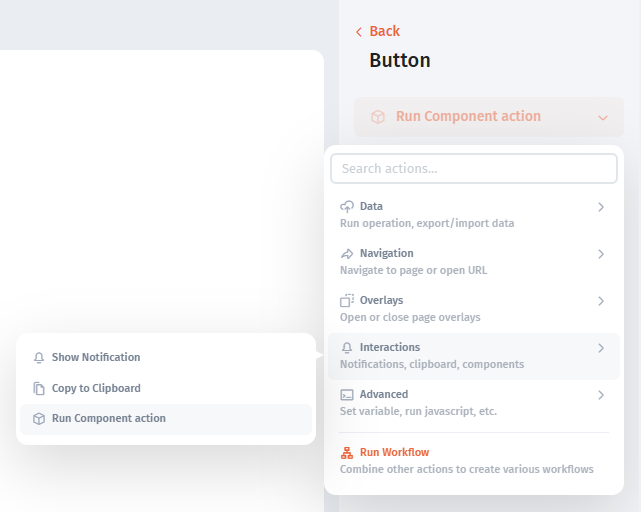 Back
Button
Run Component action
Search actions...
Data
Run operation, export/import data
Navigation
Navigate to page or open URL
Overlays
Open or close page overlays
Interactions
Notifications, clipboard, components
Advanced
Set variable, run javascript, etc.
Run Workflow
Combine other actions to create various workflows
Show Notification
Copy to Clipboard
Run Component action